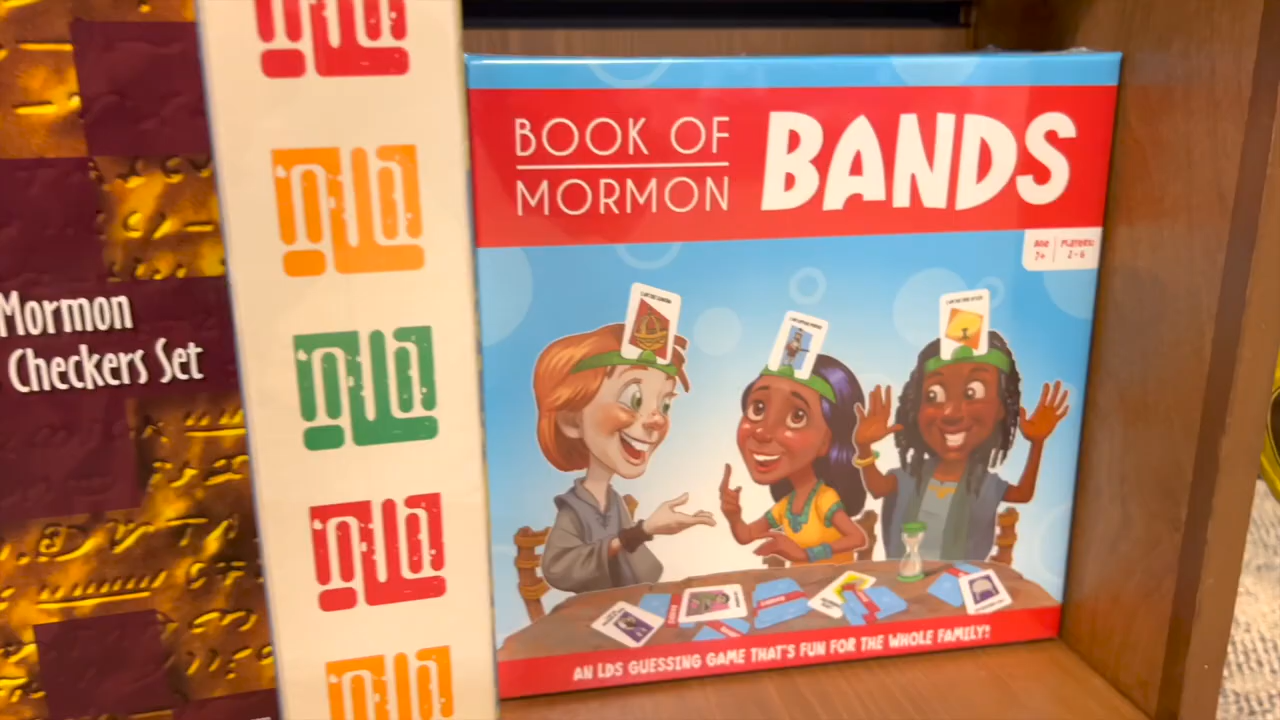 Mormon
Checkers Set
BOOK OF
MORMON
BANDS
AGE
7+
PLAYERS:
2-6
AN LDS GUESSING GAME THAT'S FUN FOR THE WHOLE FAMILY!